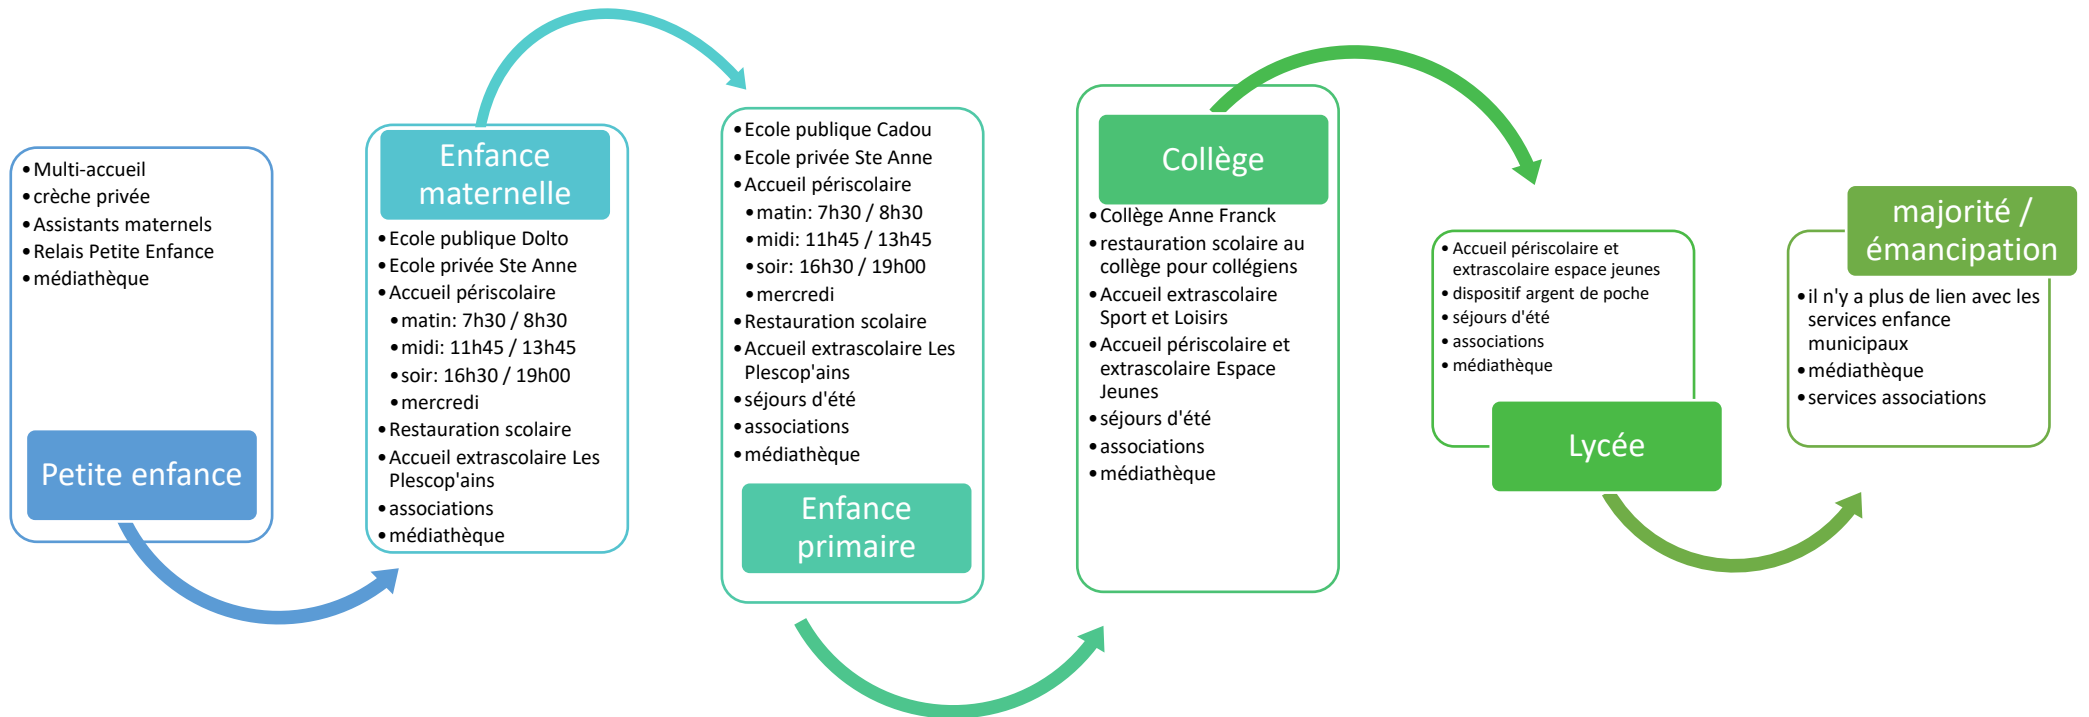 • Multi-accueil
• crèche privée
• Assistants maternels
• Relais Petite Enfance
• médiathèque
Petite enfance
Enfance
maternelle
• Ecole publique Dolto
• Ecole privée Ste Anne
• Accueil périscolaire
• matin: 7h30 / 8h30
• midi: 11h45 / 13h45
• soir: 16h30 / 19h00
• mercredi
• Restauration scolaire
• Accueil extrascolaire Les
Plescop'ains
• associations
• médiathèque
• Ecole publique Cadou
• Ecole privée Ste Anne
• Accueil périscolaire
• matin: 7h30 / 8h30
• midi: 11h45 / 13h45
• soir: 16h30 / 19h00
• mercredi
• Restauration scolaire
• Accueil extrascolaire Les
Plescop'ains
• séjours d'été
• associations
• médiathèque
Enfance
primaire
Collège
• Collège Anne Franck
• restauration scolaire au
collège pour collégiens
• Accueil extrascolaire
Sport et Loisirs
• Accueil périscolaire et
extrascolaire Espace
Jeunes
• séjours d'été
• associations
• médiathèque
• Accueil périscolaire et
extrascolaire espace jeunes
• dispositif argent de poche
• séjours d'été
• associations
• médiathèque
Lycée
majorité /
émancipation
• il n'y a plus de lien avec les
services enfance
municipaux
• médiathèque
• services associations